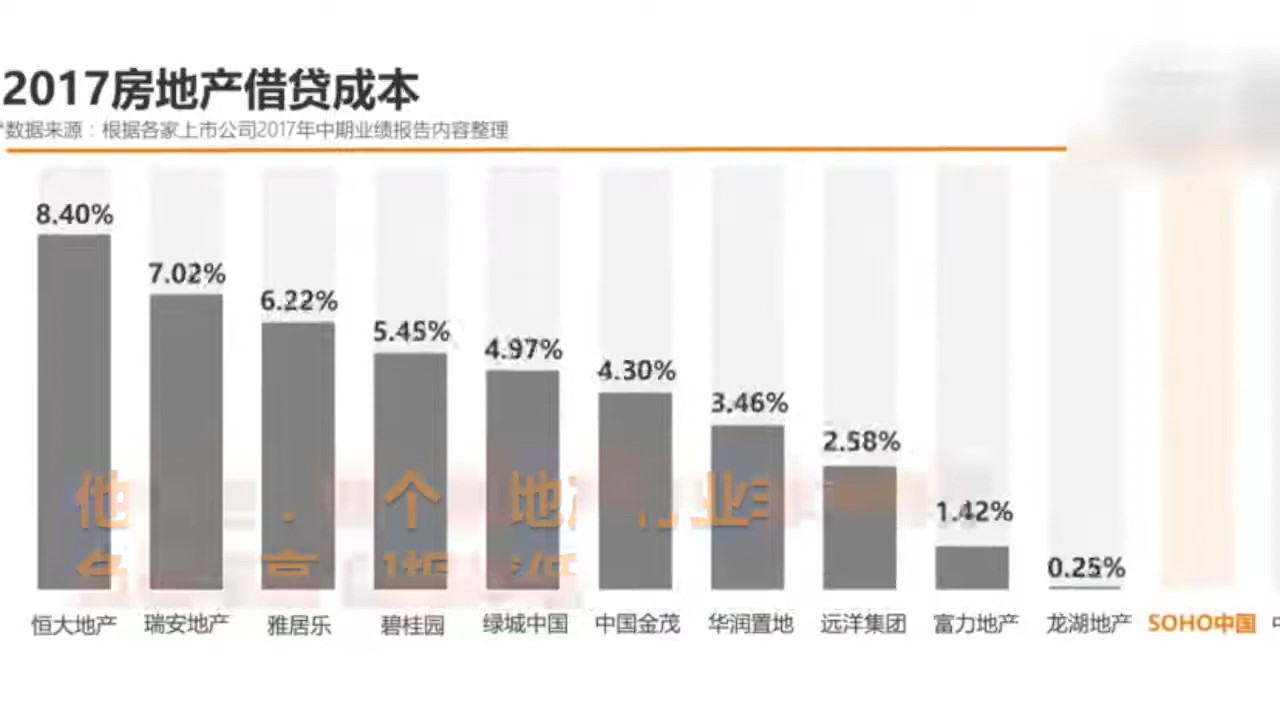 2017房地产借贷成本
*数据来源：根据各家上市公司2017年中期业绩报告内容整理
8.40%
7.02%
6.22%
5.45%
4.97%
4.30%
3.46%
2.58%
1.42%
0.25%
他 个 地 业
高
恒大地产 瑞安地产 雅居乐 碧桂园 绿城中国 中国金茂 华润置地 远洋集团 富力地产 龙湖地产 SOHO中国